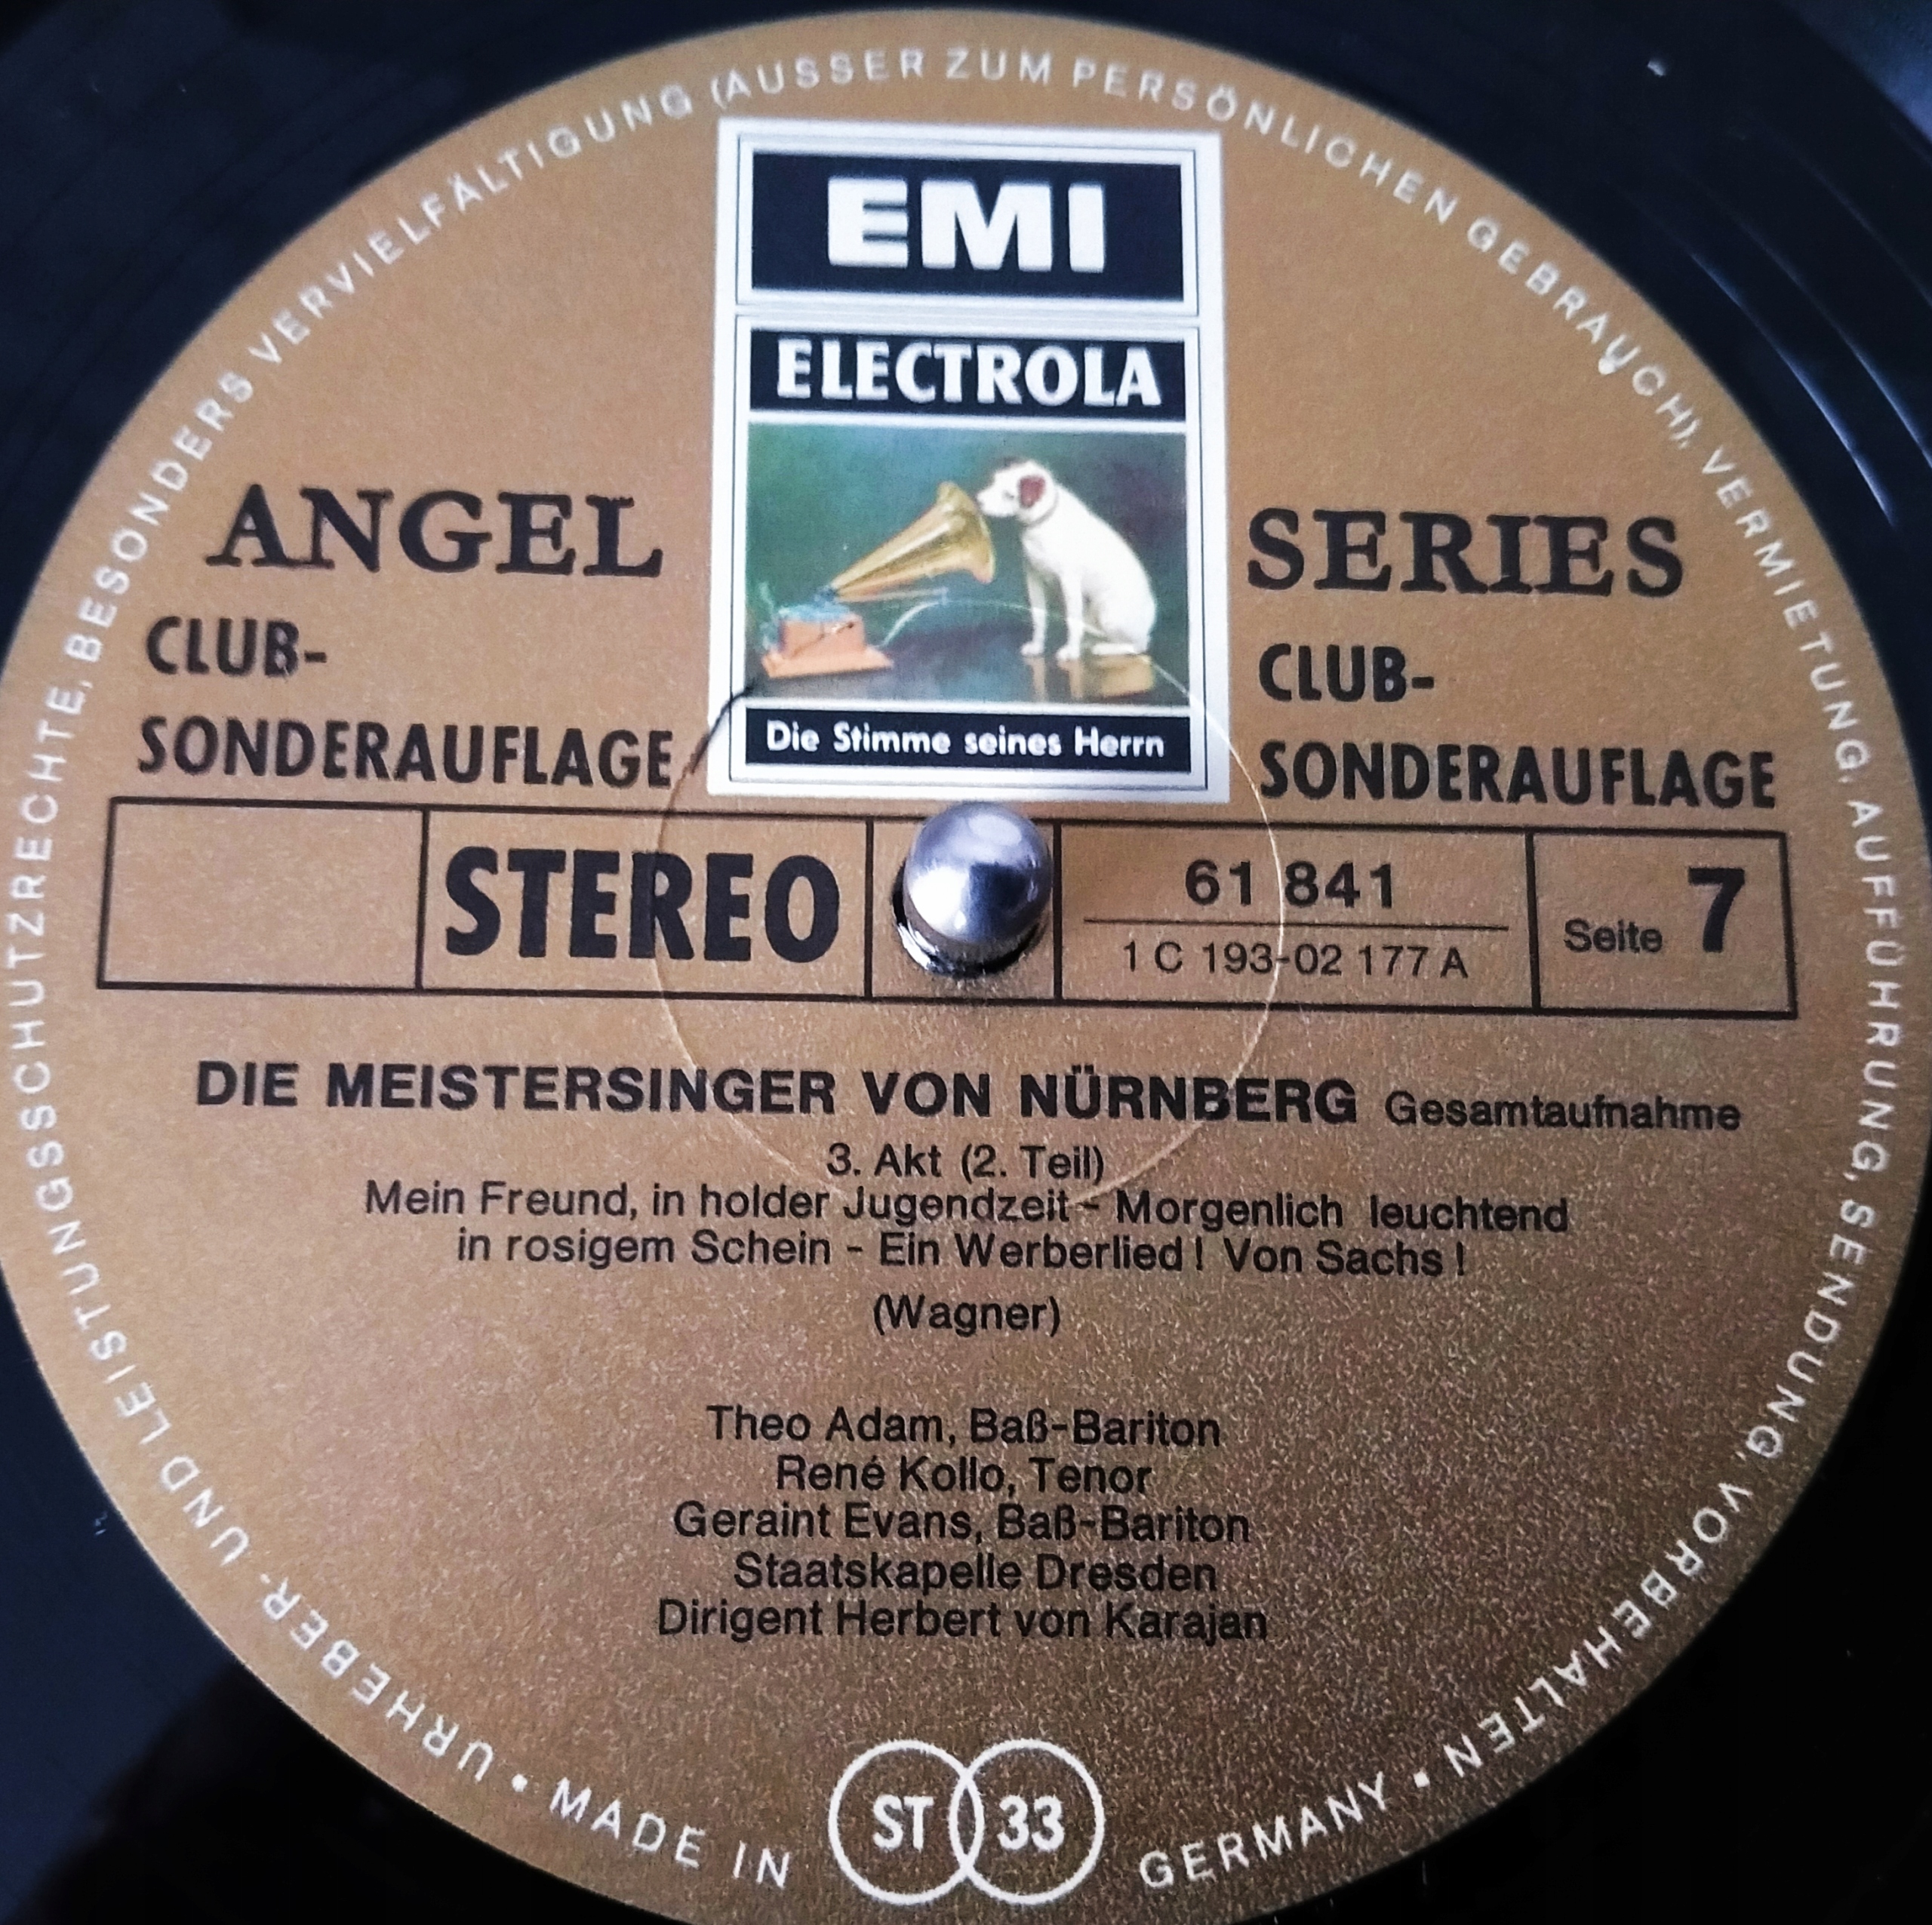 EMI
ELECTROLA
Die Stimme seines Herrn
ANGEL SERIES
CLUB-
SONDERAUFLAGE
CLUB-
SONDERAUFLAGE
STEREO
61 841
1 C 193-02 177 A
Seite 7
DIE MEISTERSINGER VON NÜRNBERG Gesamtaufnahme
3. Akt (2. Teil)
Mein Freund, in holder Jugendzeit - Morgenlich leuchtend
in rosigem Schein - Ein Werberlied! Von Sachs!
(Wagner)
Theo Adam, Baß-Bariton
René Kollo, Tenor
Geraint Evans, Baß-Bariton
Staatskapelle Dresden
Dirigent Herbert von Karajan
ST 33
URHEBER- UND LEISTUNGSSCHUTZRECHTE, BESONDERS VERVIELFÄLTIGUNG (AUSSER ZUM PERSÖNLICHEN GEBRAUCH), VERMIETUNG, AUFFÜHRUNG, SENDUNG, VORBEHALTEN • MADE IN GERMANY •